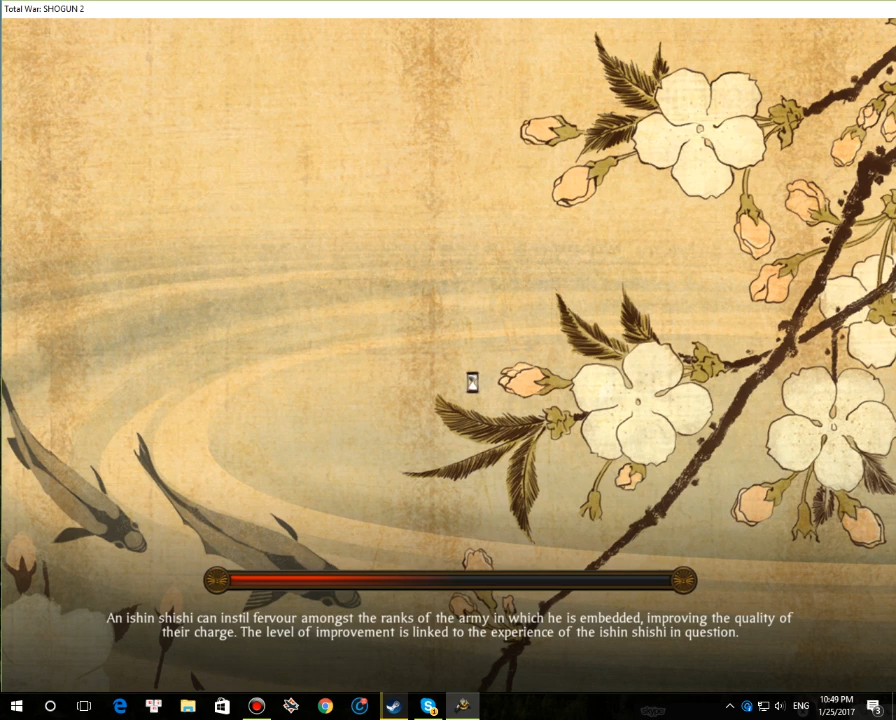 Total War: SHOGUN 2
An ishin shishi can instil fervour amongst the ranks of the army in which he is embedded, improving the quality of
their charge. The level of improvement is linked to the experience of the ishin shishi in question.
ENG
10:49 PM
1/25/2017
3